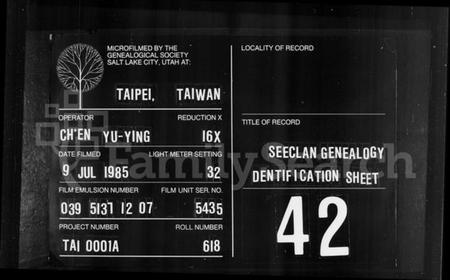 MICROFILMED BY THE
GENEALOGICAL SOCIETY
SALT LAKE CITY, UTAH AT:
TAIPEI, TAIWAN
OPERATOR REDUCTION X
CH'EN YU-YING 16X
DATE FILMED LIGHT METER SETTING
9 JUL 1985 32
FILM EMULSION NUMBER FILM UNIT SER. NO.
039 5131 12 07 5435
PROJECT NUMBER ROLL NUMBER
TAI 0001A 618
LOCALITY OF RECORD
TITLE OF RECORD
SEECLAN GENEALOGY
DENTIFICATION SHEET
42
FamilySearch